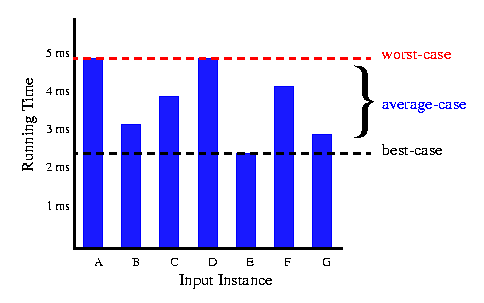 worst-case
5 ms
4 ms
average-case
3 ms
best-case
2 ms
1 ms
Running Time
A B C D E F G
Input Instance